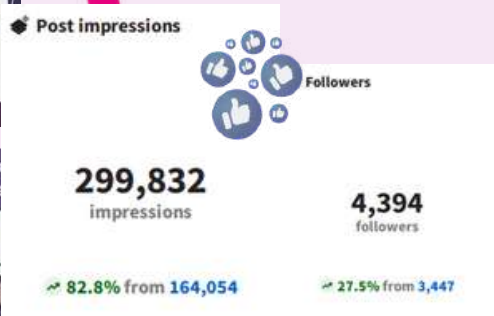 Post impressions
Followers
299,832
impressions
4,394
followers
82.8% from 164,054
27.5% from 3,447